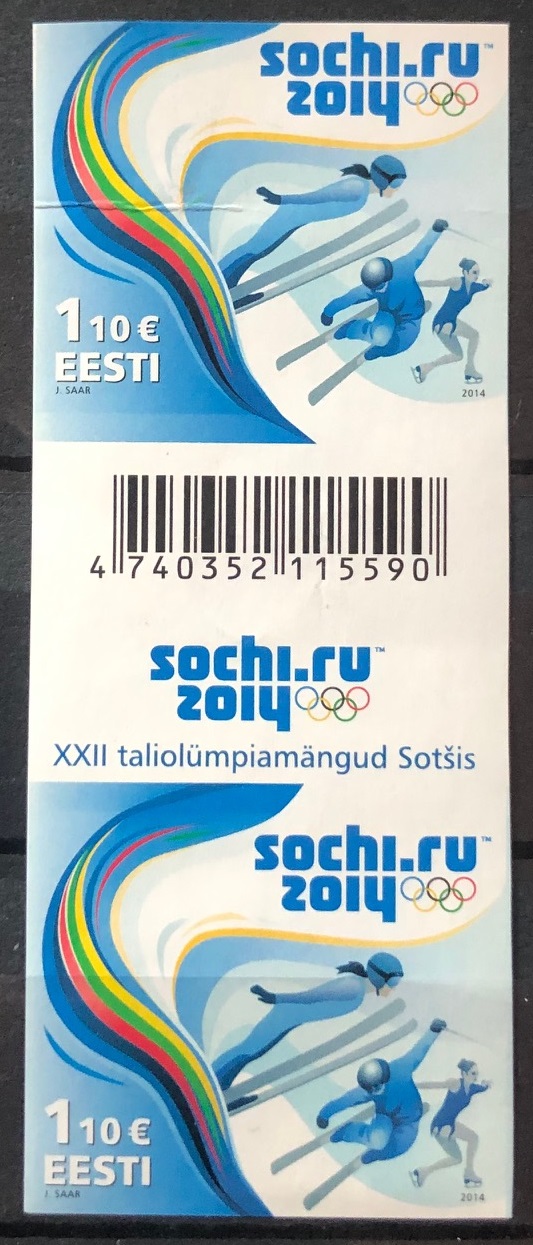 sochi.ru™
2014
1 10 €
EESTI
J. SAAR
2014
4 740352 115590
sochi.ru™
2014
XXII taliolümpiamängud Sotšis
sochi.ru™
2014
1 10 €
EESTI
J. SAAR
2014